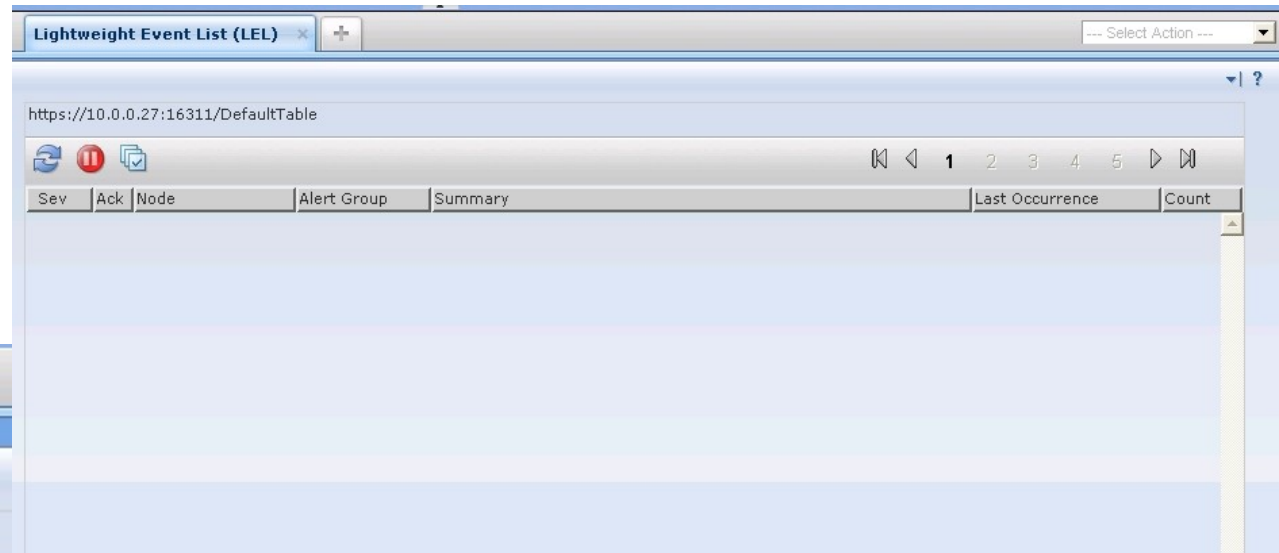 Lightweight Event List (LEL)
--- Select Action ---
?
https://10.0.0.27:16311/DefaultTable
1 2 3 4 5
Sev Ack Node Alert Group Summary Last Occurrence Count